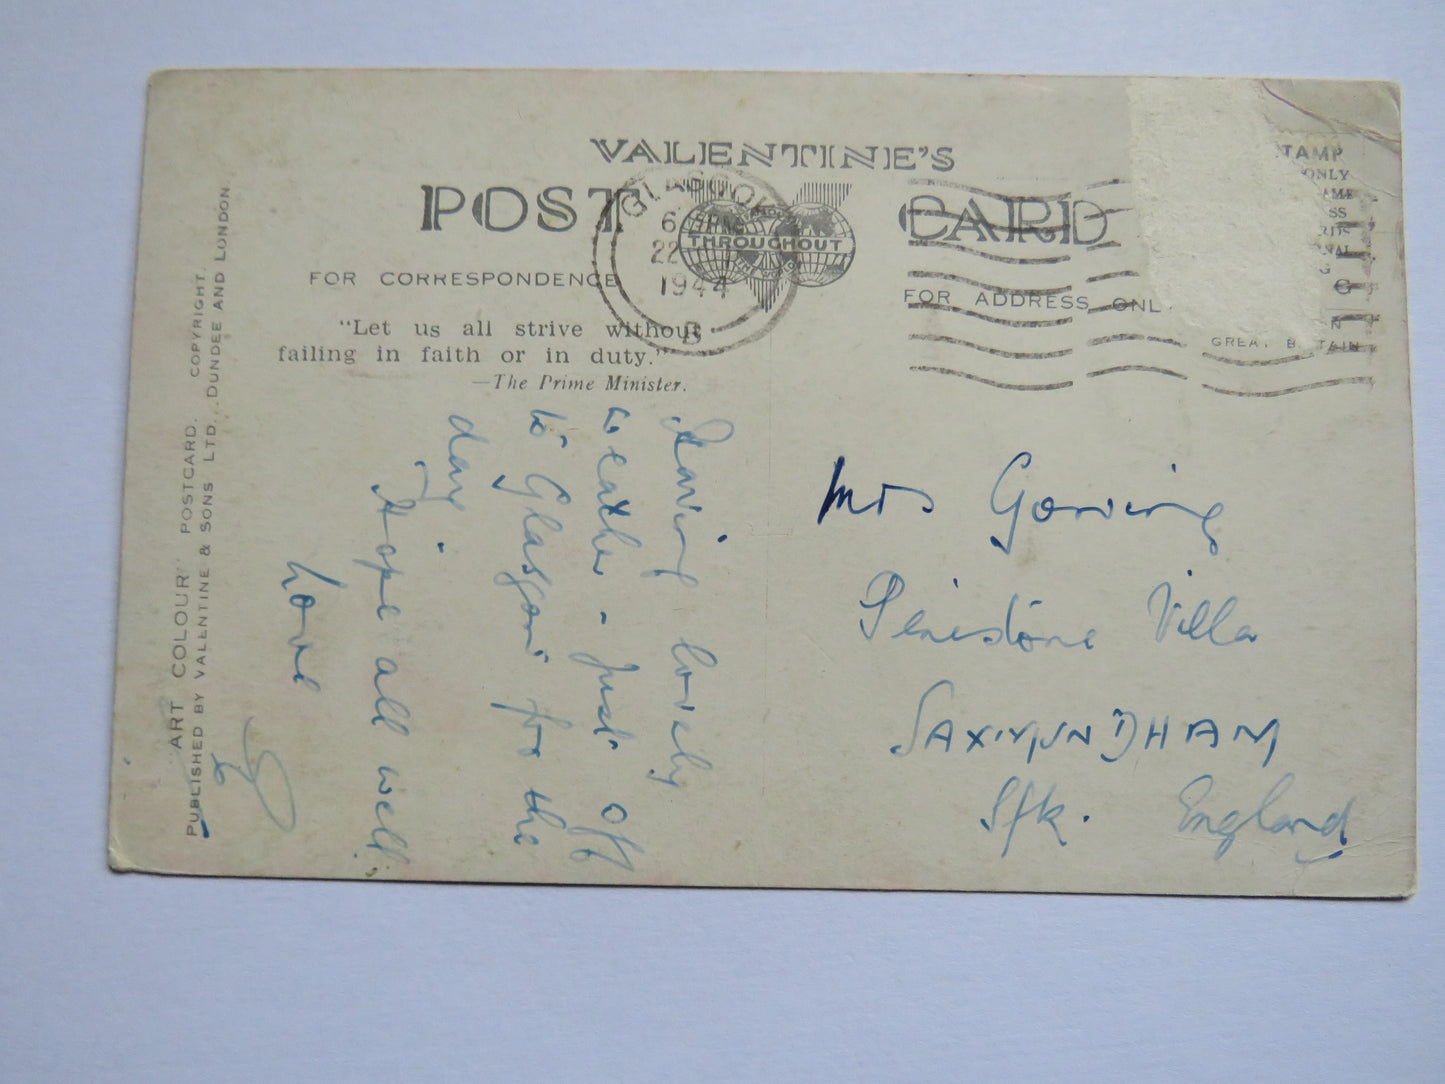 VALENTINE'S
POST CARD
THROUGHOUT
FOR CORRESPONDENCE
FOR ADDRESS ONL
"Let us all strive without
failing in faith or in duty."
—The Prime Minister.
GLASGOW
6
22
1944
B
TAMP
ONLY
GREAT BRITAIN
Having lovely
weather - just off
to Glasgow for the
day.
Hope all well
Love
Mrs
Penistone Villa
SAXMUNDHAM
Sfk. England
"ART COLOUR" POSTCARD. COPYRIGHT.
PUBLISHED BY VALENTINE & SONS LTD., DUNDEE AND LONDON.